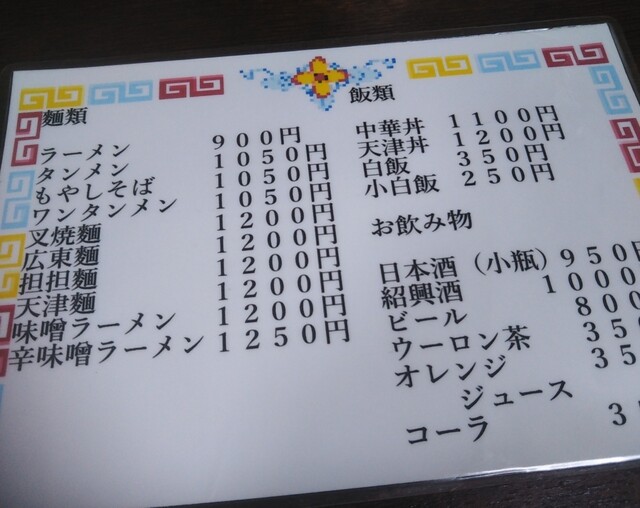 麺類
ラーメン ９００円
タンメン １０５０円
もやしそば １０５０円
ワンタンメン １０５０円
叉焼麺 １２００円
広東麺 １２００円
担担麺 １２００円
天津麺 １２００円
味噌ラーメン １２００円
辛味噌ラーメン １２５０円
飯類
中華丼 １１００円
天津丼 １２００円
白飯 ３５０円
小白飯 ２５０円
お飲み物
日本酒（小瓶）９５０円
紹興酒 １０００
ビール ８００
ウーロン茶 ３５０
オレンジ ３５
ジュース
コーラ ３